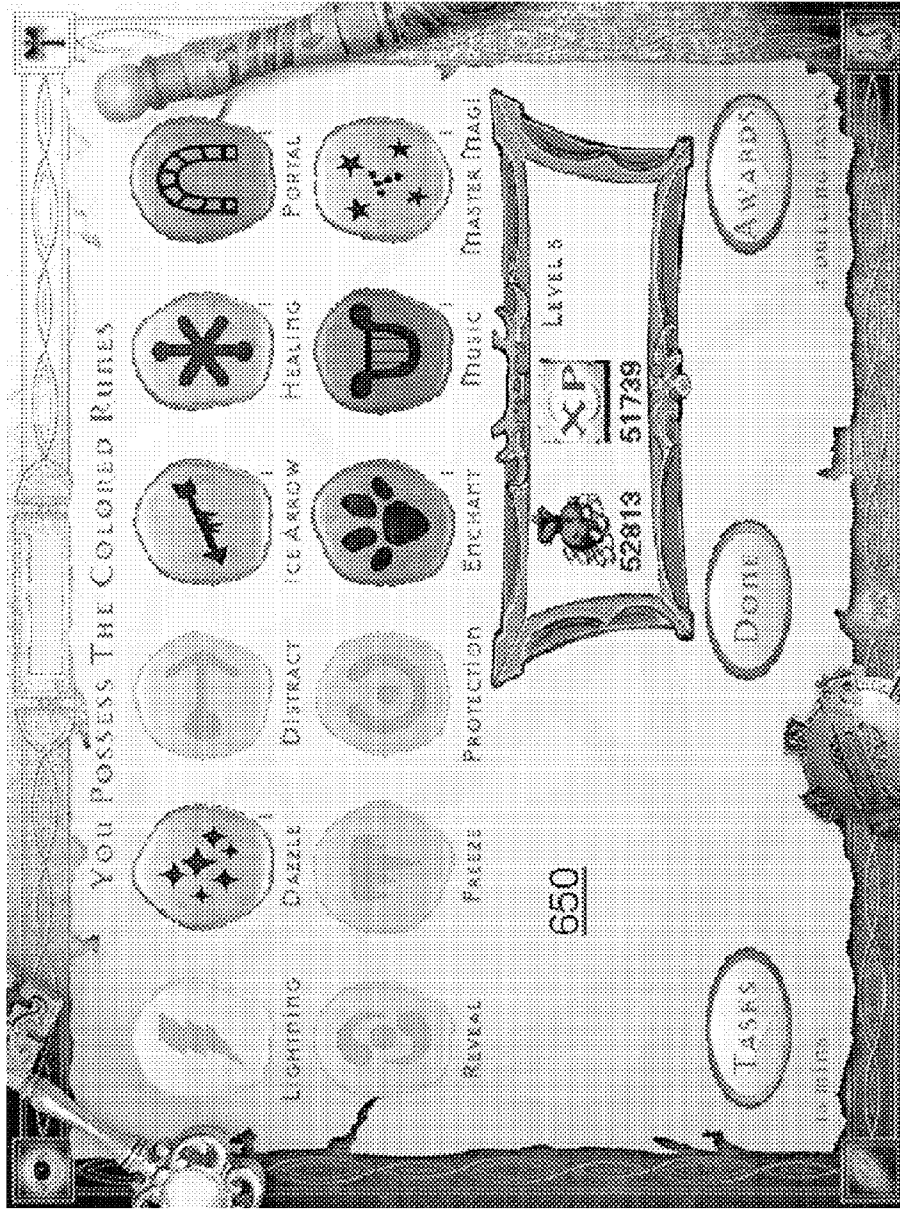 YOU POSSESS THE COLORED RUNES
LIGHTNING DAZZLE DISTRACT ICE ARROW HEALING PORTAL
REVEAL FREEZE PROTECTION ENCHANT MUSIC MASTER MAGI
650
XP LEVEL 5
52813 51739
TASKS DONE AWARDS